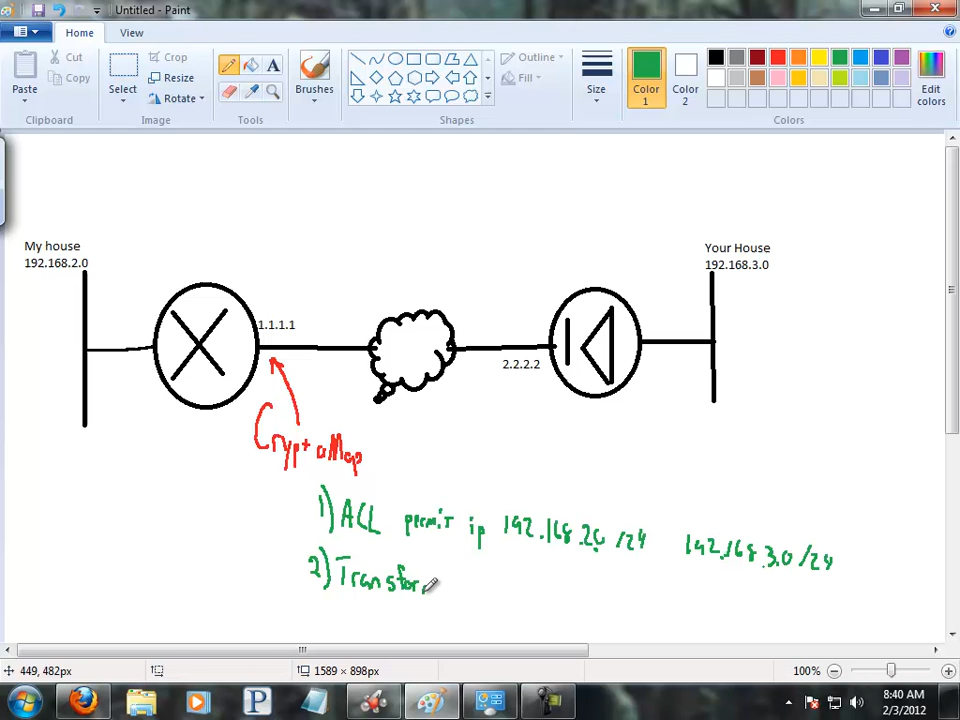 Untitled - Paint
Home View
Paste
Cut
Copy
Clipboard
Select
Crop
Resize
Rotate
Image
A
Tools
Brushes
Outline
Fill
Shapes
Size
Color 1
Color 2
Edit colors
Colors
My house
192.168.2.0
Your House
192.168.3.0
1.1.1.1
2.2.2.2
Crypto Map
1) ACL permit ip 192.168.2.0 /24 192.168.3.0 /24
2) Transfor
449, 482px
1589 × 898px
100%
P
8:40 AM
2/3/2012